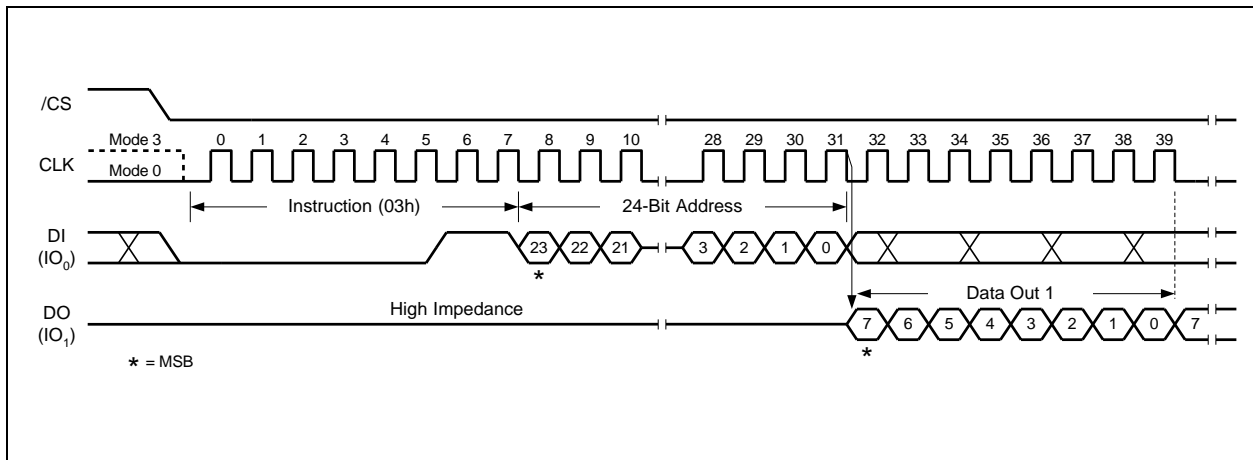 /CS
Mode 3
0 1 2 3 4 5 6 7 8 9 10 28 29 30 31 32 33 34 35 36 37 38 39
CLK
Mode 0
Instruction (03h)
24-Bit Address
DI
(IO0)
23 22 21 3 2 1 0
*
Data Out 1
High Impedance
DO
(IO1)
7 6 5 4 3 2 1 0 7
*
* = MSB